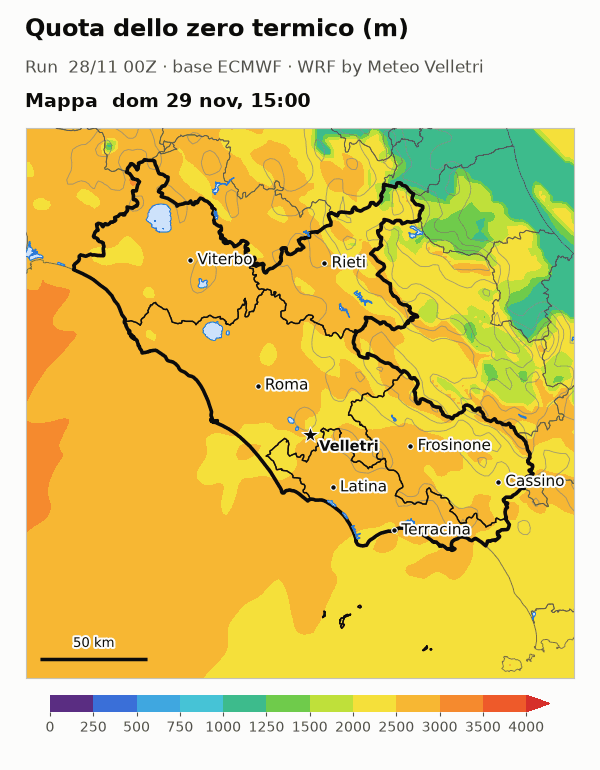 Quota dello zero termico (m)
Run  28/11 00Z · base ECMWF · WRF by Meteo Velletri
Mappa  dom 29 nov, 15:00
Viterbo
Rieti
Roma
Velletri
Frosinone
Latina
Cassino
Terracina
50 km
0 250 500 750 1000 1250 1500 2000 2500 3000 3500 4000